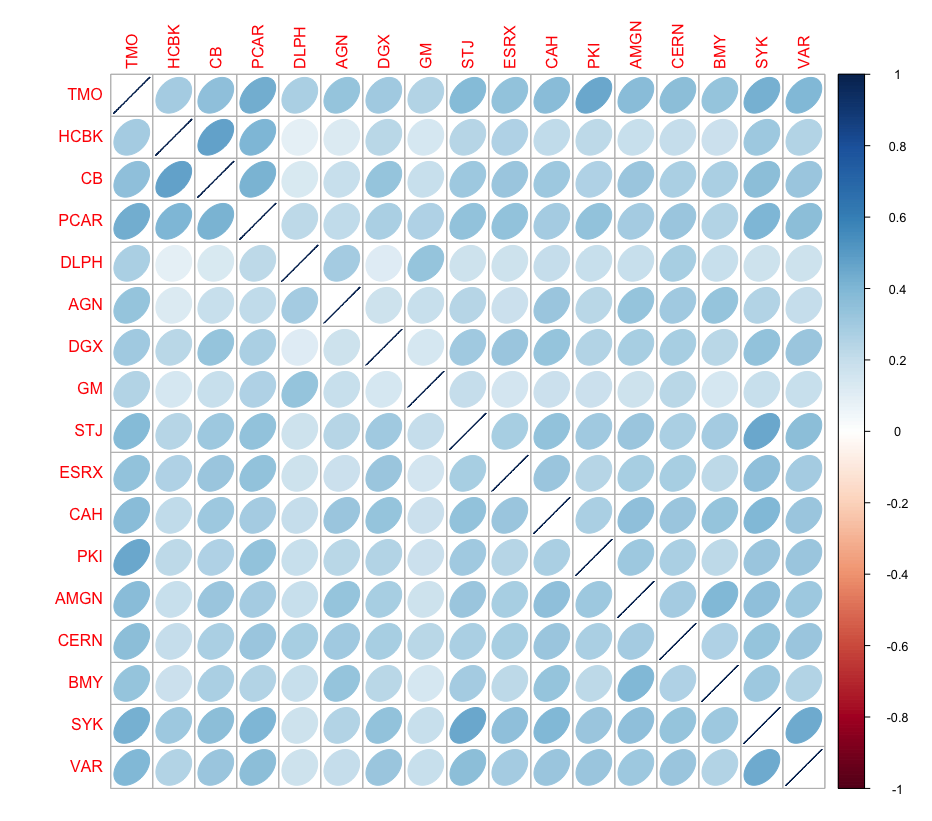 TMO HCBK CB PCAR DLPH AGN DGX GM STJ ESRX CAH PKI AMGN CERN BMY SYK VAR
TMO
HCBK
CB
PCAR
DLPH
AGN
DGX
GM
STJ
ESRX
CAH
PKI
AMGN
CERN
BMY
SYK
VAR
1
0.8
0.6
0.4
0.2
0
-0.2
-0.4
-0.6
-0.8
-1